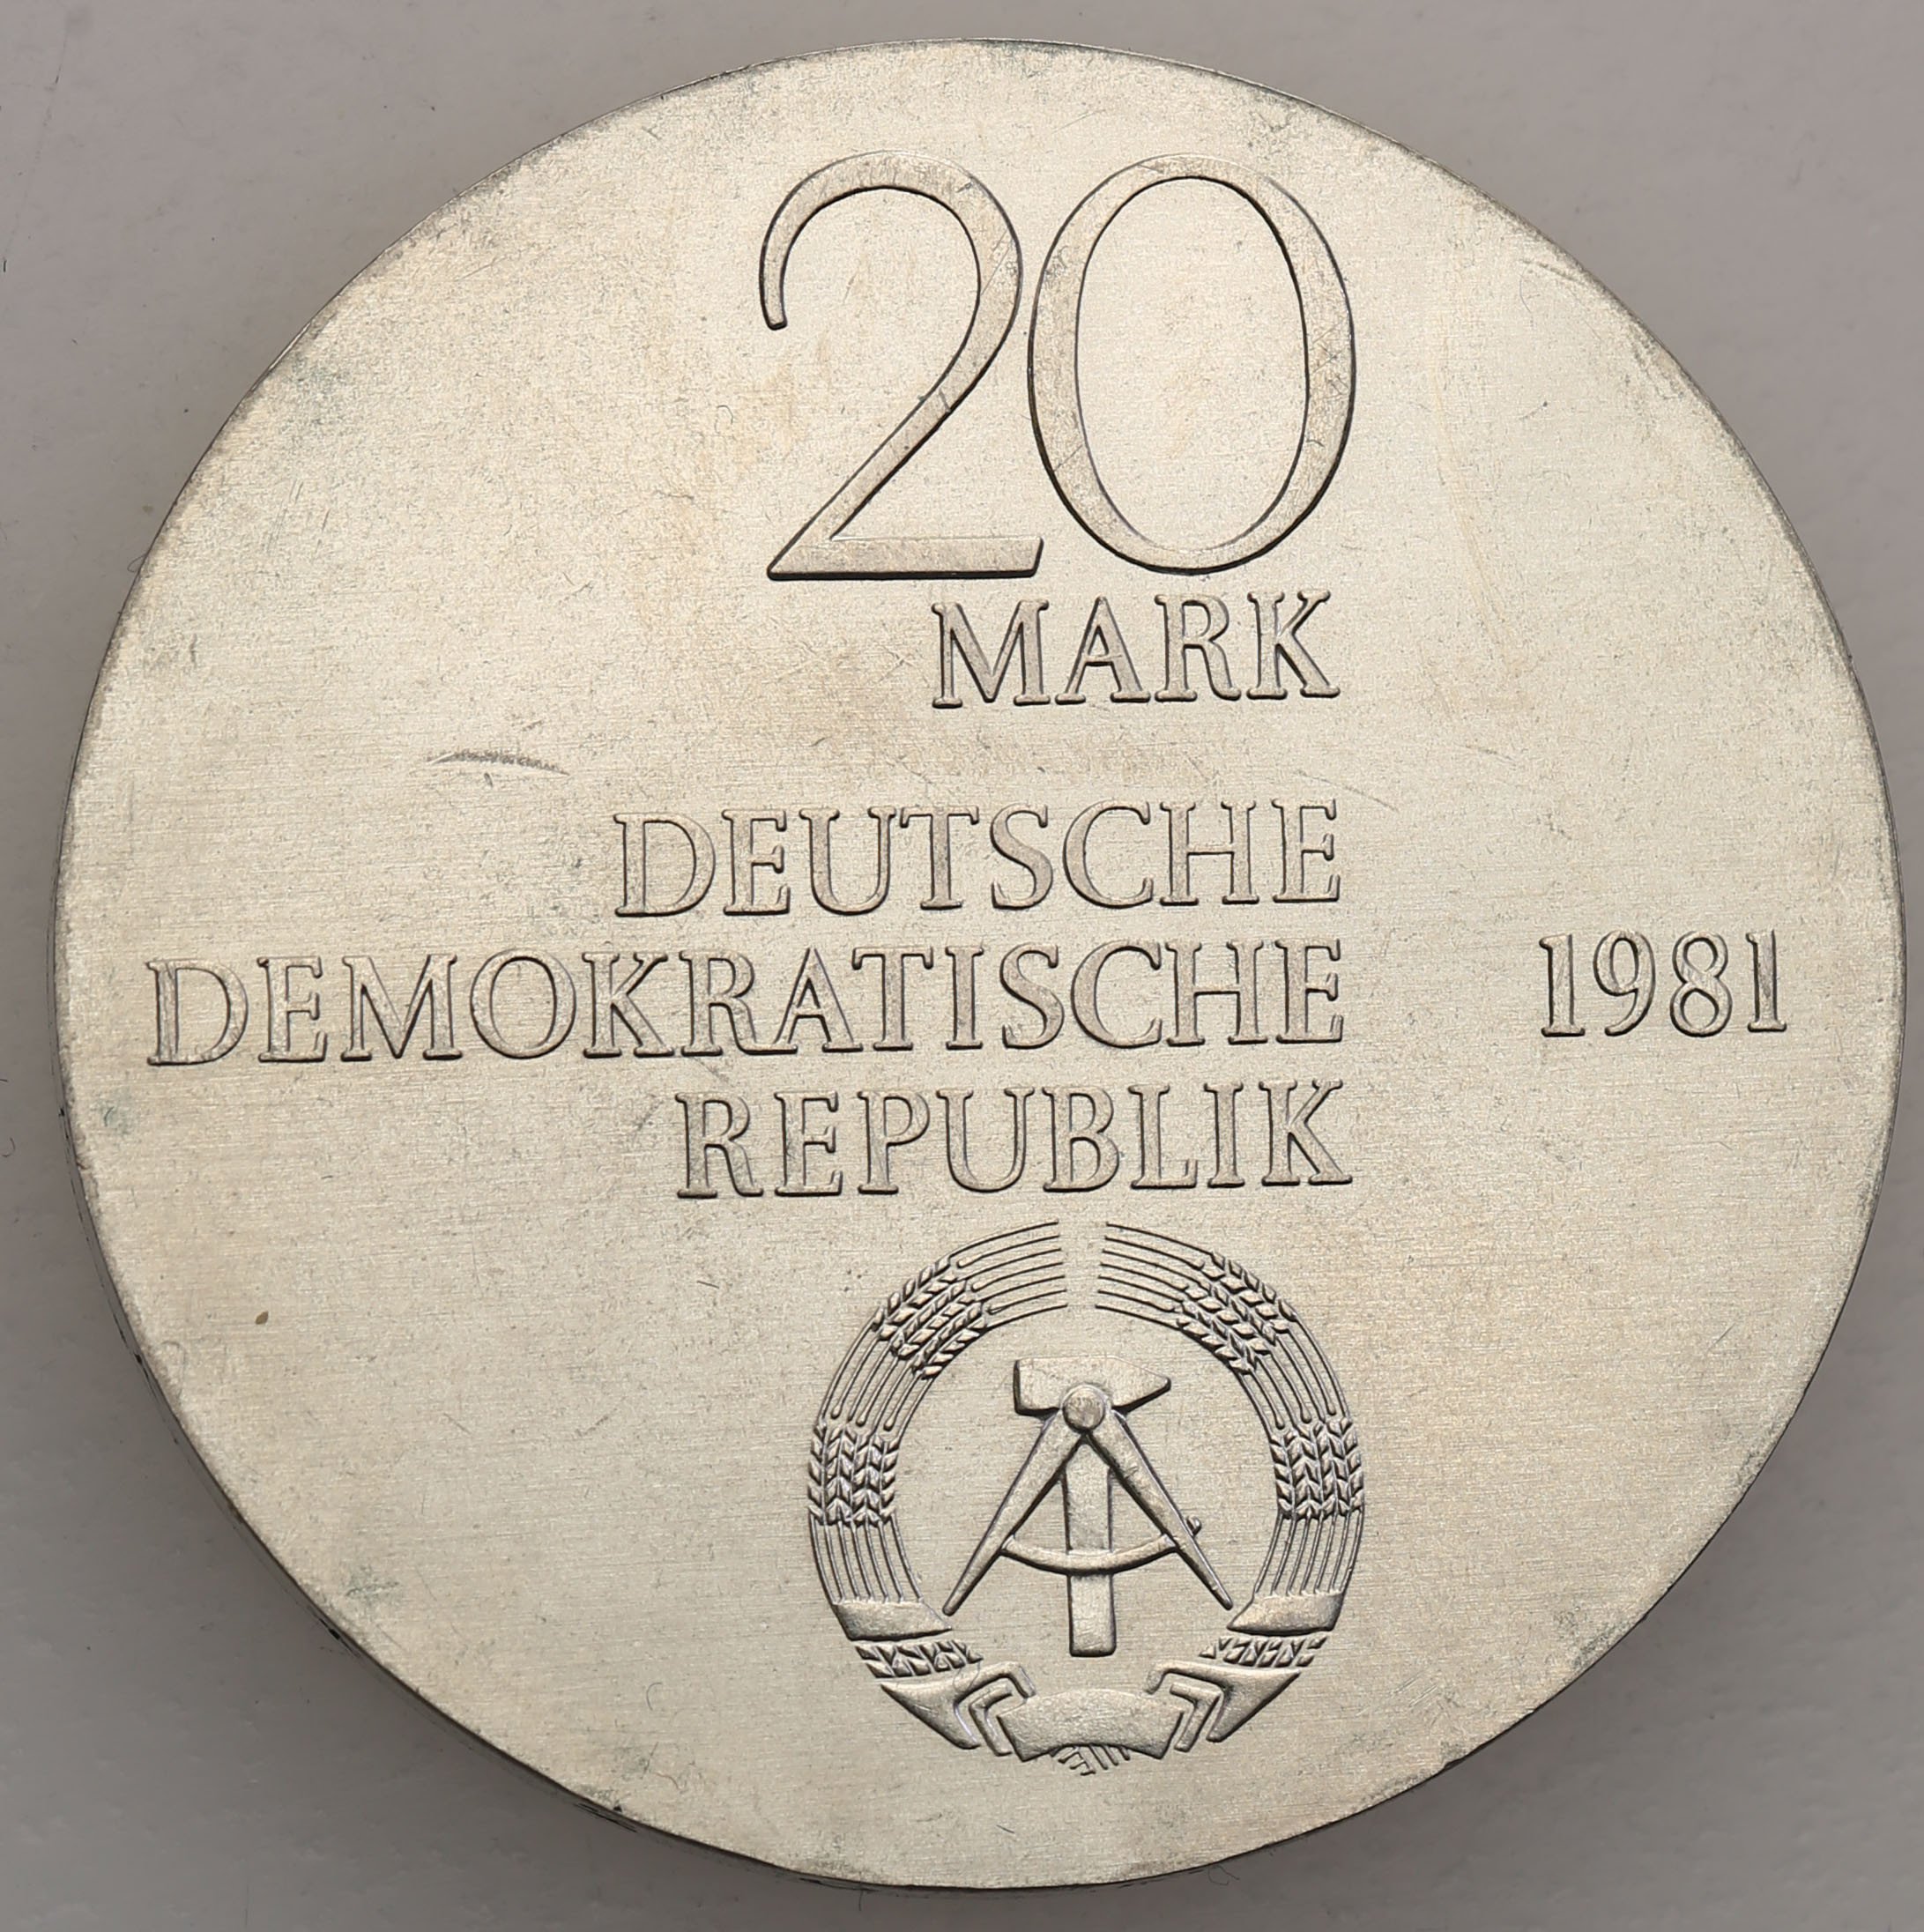 20
MARK
DEUTSCHE
DEMOKRATISCHE 1981
REPUBLIK